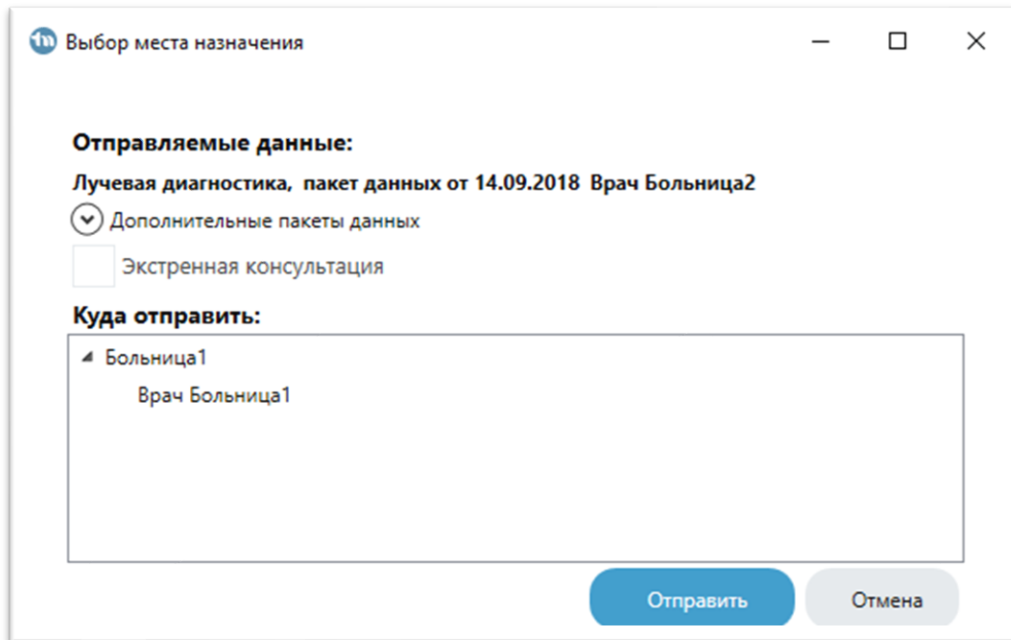 Выбор места назначения
Отправляемые данные:
Лучевая диагностика, пакет данных от 14.09.2018 Врач Больница2
Дополнительные пакеты данных
Экстренная консультация
Куда отправить:
Больница1
Врач Больница1
Отправить Отмена